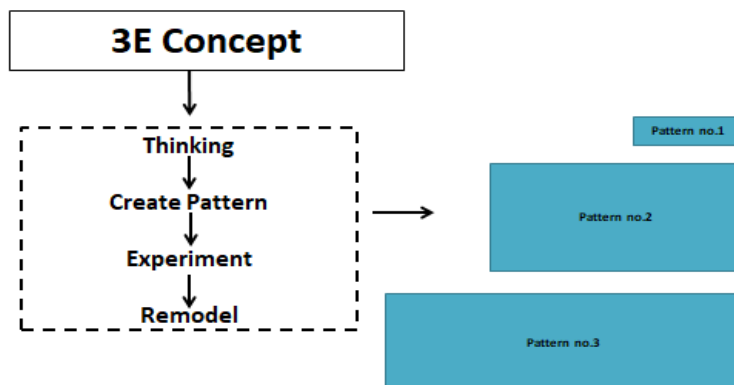 3E Concept
Thinking
Create Pattern
Experiment
Remodel
Pattern no.1
Pattern no.2
Pattern no.3